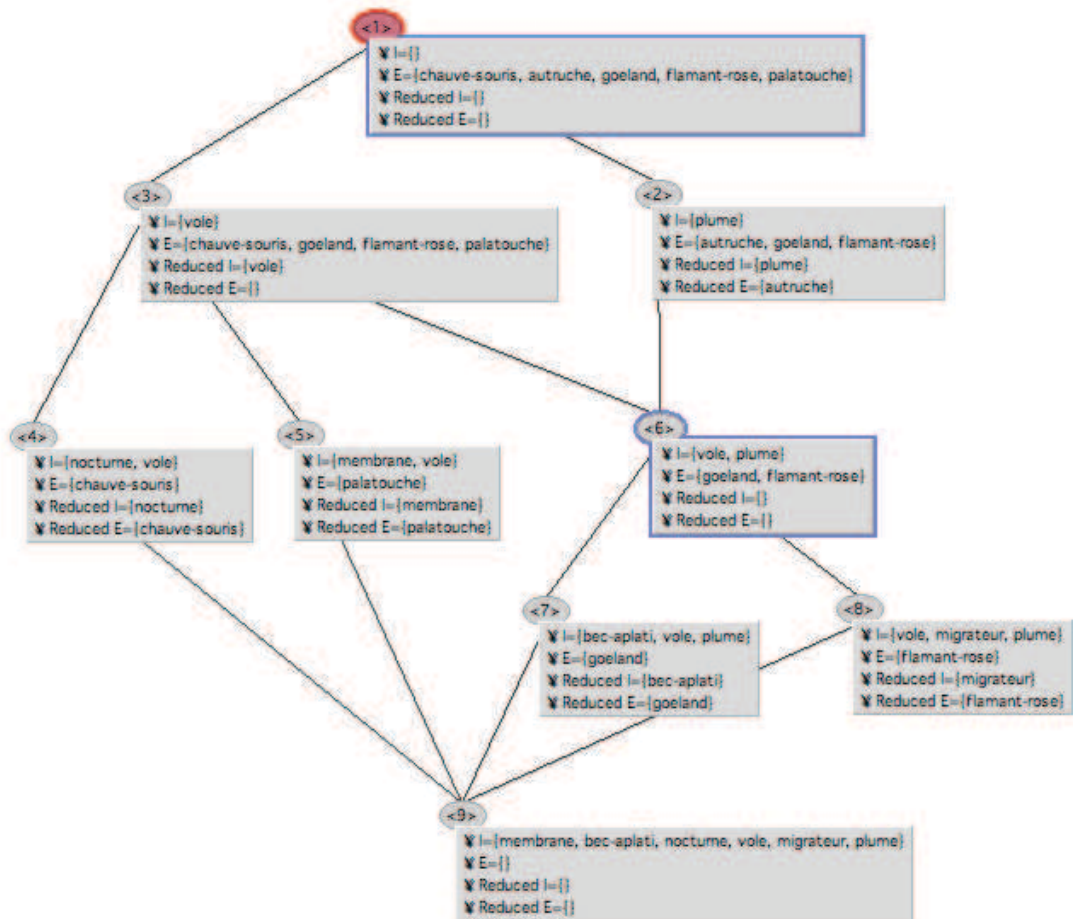 <1>
¥ I={}
¥ E={chauve-souris, autruche, goeland, flamant-rose, palatouche}
¥ Reduced I={}
¥ Reduced E={}
<3>
¥ I={vole}
¥ E={chauve-souris, goeland, flamant-rose, palatouche}
¥ Reduced I={vole}
¥ Reduced E={}
<2>
¥ I={plume}
¥ E={autruche, goeland, flamant-rose}
¥ Reduced I={plume}
¥ Reduced E={autruche}
<4>
¥ I={nocturne, vole}
¥ E={chauve-souris}
¥ Reduced I={nocturne}
¥ Reduced E={chauve-souris}
<5>
¥ I={membrane, vole}
¥ E={palatouche}
¥ Reduced I={membrane}
¥ Reduced E={palatouche}
<6>
¥ I={vole, plume}
¥ E={goeland, flamant-rose}
¥ Reduced I={}
¥ Reduced E={}
<7>
¥ I={bec-aplati, vole, plume}
¥ E={goeland}
¥ Reduced I={bec-aplati}
¥ Reduced E={goeland}
<8>
¥ I={vole, migrateur, plume}
¥ E={flamant-rose}
¥ Reduced I={migrateur}
¥ Reduced E={flamant-rose}
<9>
¥ I={membrane, bec-aplati, nocturne, vole, migrateur, plume}
¥ E={}
¥ Reduced I={}
¥ Reduced E={}